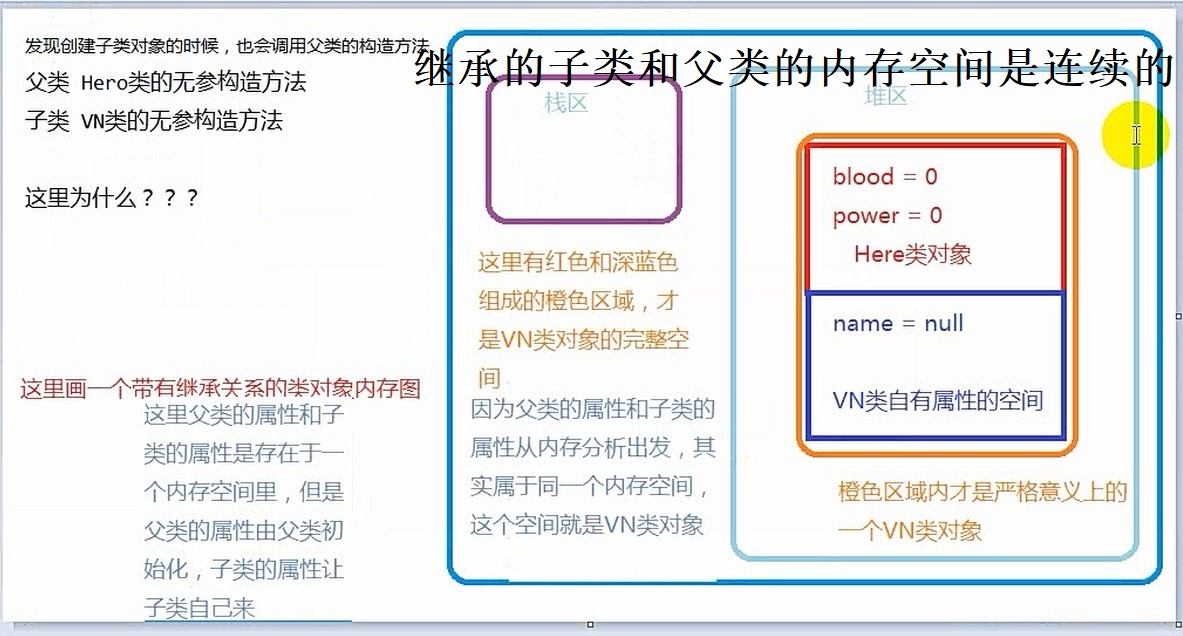 发现创建子类对象的时候，也会调用父类的构造方法
父类 Hero类的无参构造方法
子类 VN类的无参构造方法
这里为什么？？？
这里画一个带有继承关系的类对象内存图
这里父类的属性和子
类的属性是存在于一
个内存空间里，但是
父类的属性由父类初
始化，子类的属性让
子类自己来
继承的子类和父类的内存空间是连续的
栈区
这里有红色和深蓝色
组成的橙色区域，才
是VN类对象的完整空
间
因为父类的属性和子类的
属性从内存分析出发，其
实属于同一个内存空间，
这个空间就是VN类对象
堆区
blood = 0
power = 0
Here类对象
name = null
VN类自有属性的空间
橙色区域内才是严格意义上的
一个VN类对象